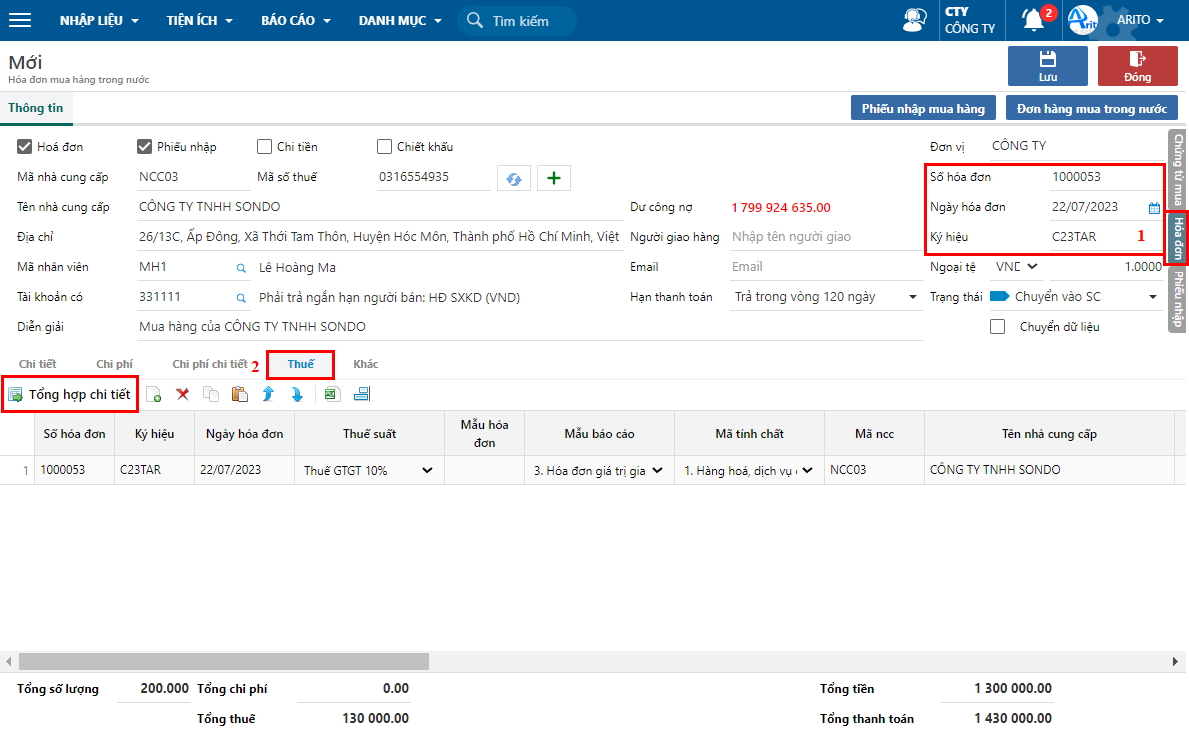 NHẬP LIỆU TIỆN ÍCH BÁO CÁO DANH MỤC Tìm kiếm CTY CÔNG TY 2 Arito ARITO
Mới
Hóa đơn mua hàng trong nước
Lưu Đóng
Thông tin Phiếu nhập mua hàng Đơn hàng mua trong nước
Hoá đơn Phiếu nhập Chi tiền Chiết khấu Đơn vị CÔNG TY
Mã nhà cung cấp NCC03 Mã số thuế 0316554935 Số hóa đơn 1000053
Tên nhà cung cấp CÔNG TY TNHH SONDO Dư công nợ 1 799 924 635.00 Ngày hóa đơn 22/07/2023
Địa chỉ 26/13C, Ấp Đông, Xã Thới Tam Thôn, Huyện Hóc Môn, Thành phố Hồ Chí Minh, Việt Người giao hàng Nhập tên người giao Ký hiệu C23TAR 1
Mã nhân viên MH1 Lê Hoàng Ma Email Email Ngoại tệ VND 1.0000
Tài khoản có 331111 Phải trả ngắn hạn người bán: HĐ SXKD (VND) Hạn thanh toán Trả trong vòng 120 ngày Trạng thái Chuyển vào SC
Diễn giải Mua hàng của CÔNG TY TNHH SONDO Chuyển dữ liệu
Chứng từ mua
Hóa đơn
Phiếu nhập
Chi tiết Chi phí Chi phí chi tiết 2 Thuế Khác
Tổng hợp chi tiết
Số hóa đơn Ký hiệu Ngày hóa đơn Thuế suất Mẫu hóa đơn Mẫu báo cáo Mã tính chất Mã ncc Tên nhà cung cấp
1 1000053 C23TAR 22/07/2023 Thuế GTGT 10% 3. Hóa đơn giá trị gia 1. Hàng hoá, dịch vụ NCC03 CÔNG TY TNHH SONDO
Tổng số lượng 200.000 Tổng chi phí 0.00 Tổng tiền 1 300 000.00
Tổng thuế 130 000.00 Tổng thanh toán 1 430 000.00